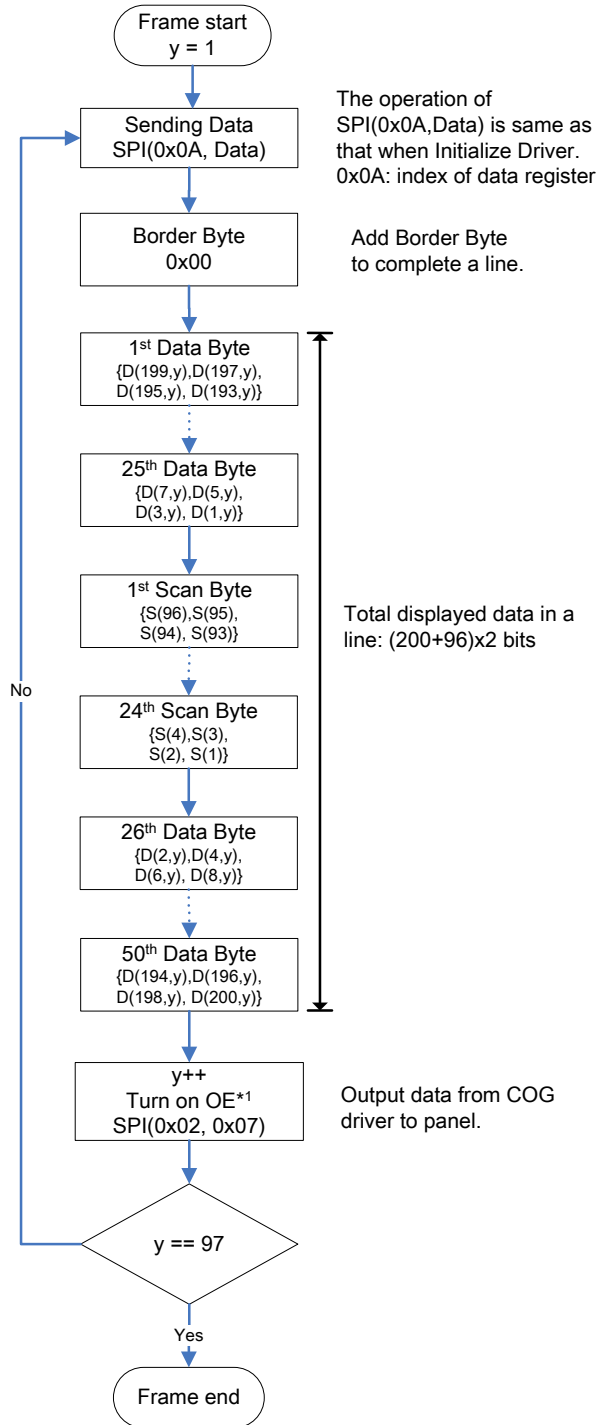 Frame start
y = 1
Sending Data
SPI(0x0A, Data)
The operation of
SPI(0x0A,Data) is same as
that when Initialize Driver.
0x0A: index of data register
Border Byte
0x00
Add Border Byte
to complete a line.
1st Data Byte
{D(199,y),D(197,y),
D(195,y), D(193,y)}
25th Data Byte
{D(7,y),D(5,y),
D(3,y), D(1,y)}
1st Scan Byte
{S(96),S(95),
S(94), S(93)}
Total displayed data in a
line: (200+96)x2 bits
No
24th Scan Byte
{S(4),S(3),
S(2), S(1)}
26th Data Byte
{D(2,y),D(4,y),
D(6,y), D(8,y)}
50th Data Byte
{D(194,y),D(196,y),
D(198,y), D(200,y)}
y++
Turn on OE*1
SPI(0x02, 0x07)
Output data from COG
driver to panel.
y == 97
Yes
Frame end